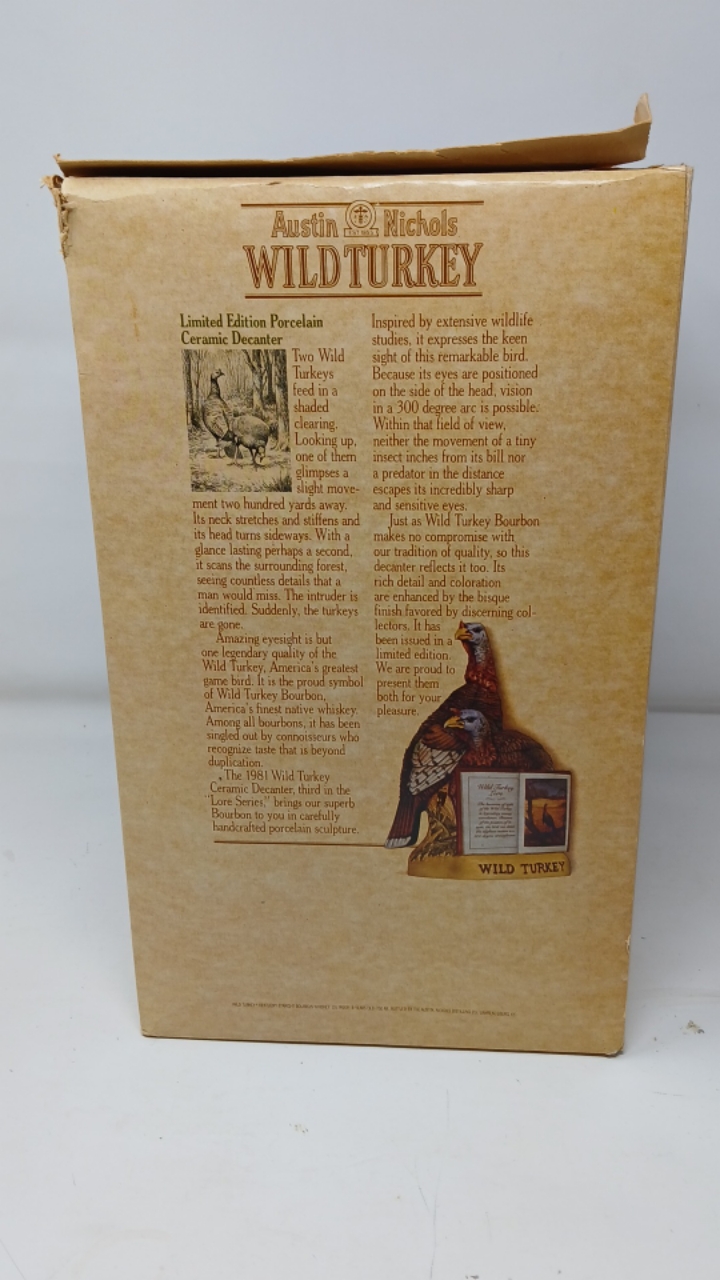 Austin Nichols
EST. 1855
WILD TURKEY
Limited Edition Porcelain
Ceramic Decanter
Two Wild
Turkeys
feed in a
shaded
clearing.
Looking up,
one of them
glimpses a
slight move-
ment two hundred yards away.
Its neck stretches and stiffens and
its head turns sideways. With a
glance lasting perhaps a second,
it scans the surrounding forest,
seeing countless details that a
man would miss. The intruder is
identified. Suddenly, the turkeys
are gone.
Amazing eyesight is but
one legendary quality of the
Wild Turkey, America's greatest
game bird. It is the proud symbol
of Wild Turkey Bourbon,
America's finest native whiskey.
Among all bourbons, it has been
singled out by connoisseurs who
recognize taste that is beyond
duplication.
The 1981 Wild Turkey
Ceramic Decanter, third in the
"Lore Series," brings our superb
Bourbon to you in carefully
handcrafted porcelain sculpture.
Inspired by extensive wildlife
studies, it expresses the keen
sight of this remarkable bird.
Because its eyes are positioned
on the side of the head, vision
in a 300 degree arc is possible.
Within that field of view,
neither the movement of a tiny
insect inches from its bill nor
a predator in the distance
escapes its incredibly sharp
and sensitive eyes.
Just as Wild Turkey Bourbon
makes no compromise with
our tradition of quality, so this
decanter reflects it too. Its
rich detail and coloration
are enhanced by the bisque
finish favored by discerning col-
lectors. It has
been issued in a
limited edition.
We are proud to
present them
both for your
pleasure.
Wild Turkey
Lore
WILD TURKEY